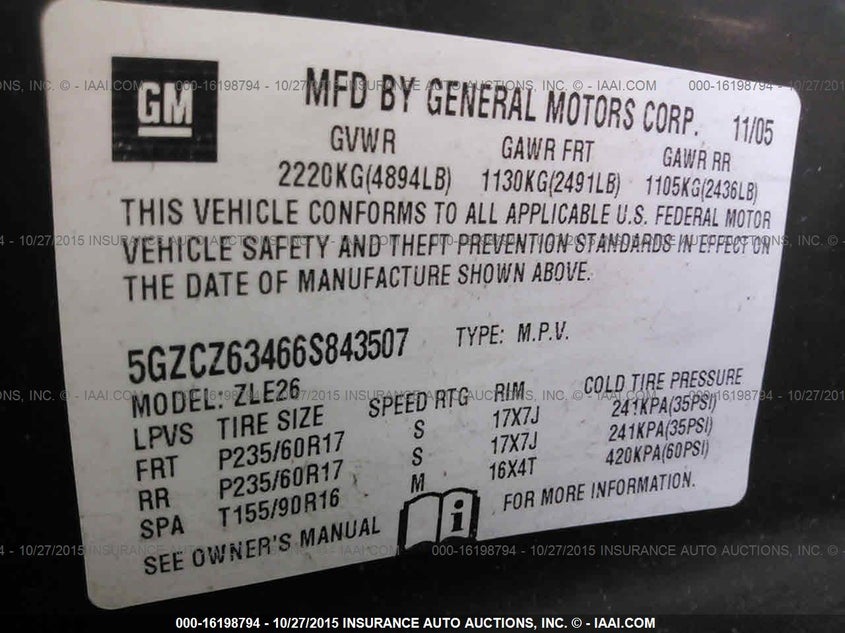 GM
MFD BY GENERAL MOTORS CORP. 11/05
GVWR GAWR FRT GAWR RR
2220KG(4894LB) 1130KG(2491LB) 1105KG(2436LB)
THIS VEHICLE CONFORMS TO ALL APPLICABLE U.S. FEDERAL MOTOR
VEHICLE SAFETY AND THEFT PREVENTION STANDARDS IN EFFECT ON
THE DATE OF MANUFACTURE SHOWN ABOVE.
5GZCZ63466S843507 TYPE: M.P.V.
MODEL: ZLE26
LPVS TIRE SIZE SPEED RTG RIM COLD TIRE PRESSURE
FRT P235/60R17 S 17X7J 241KPA(35PSI)
RR P235/60R17 S 17X7J 241KPA(35PSI)
SPA T155/90R16 M 16X4T 420KPA(60PSI)
SEE OWNER'S MANUAL i FOR MORE INFORMATION.
000-16198794 - 10/27/2015 INSURANCE AUTO AUCTIONS, INC. © - IAAI.COM